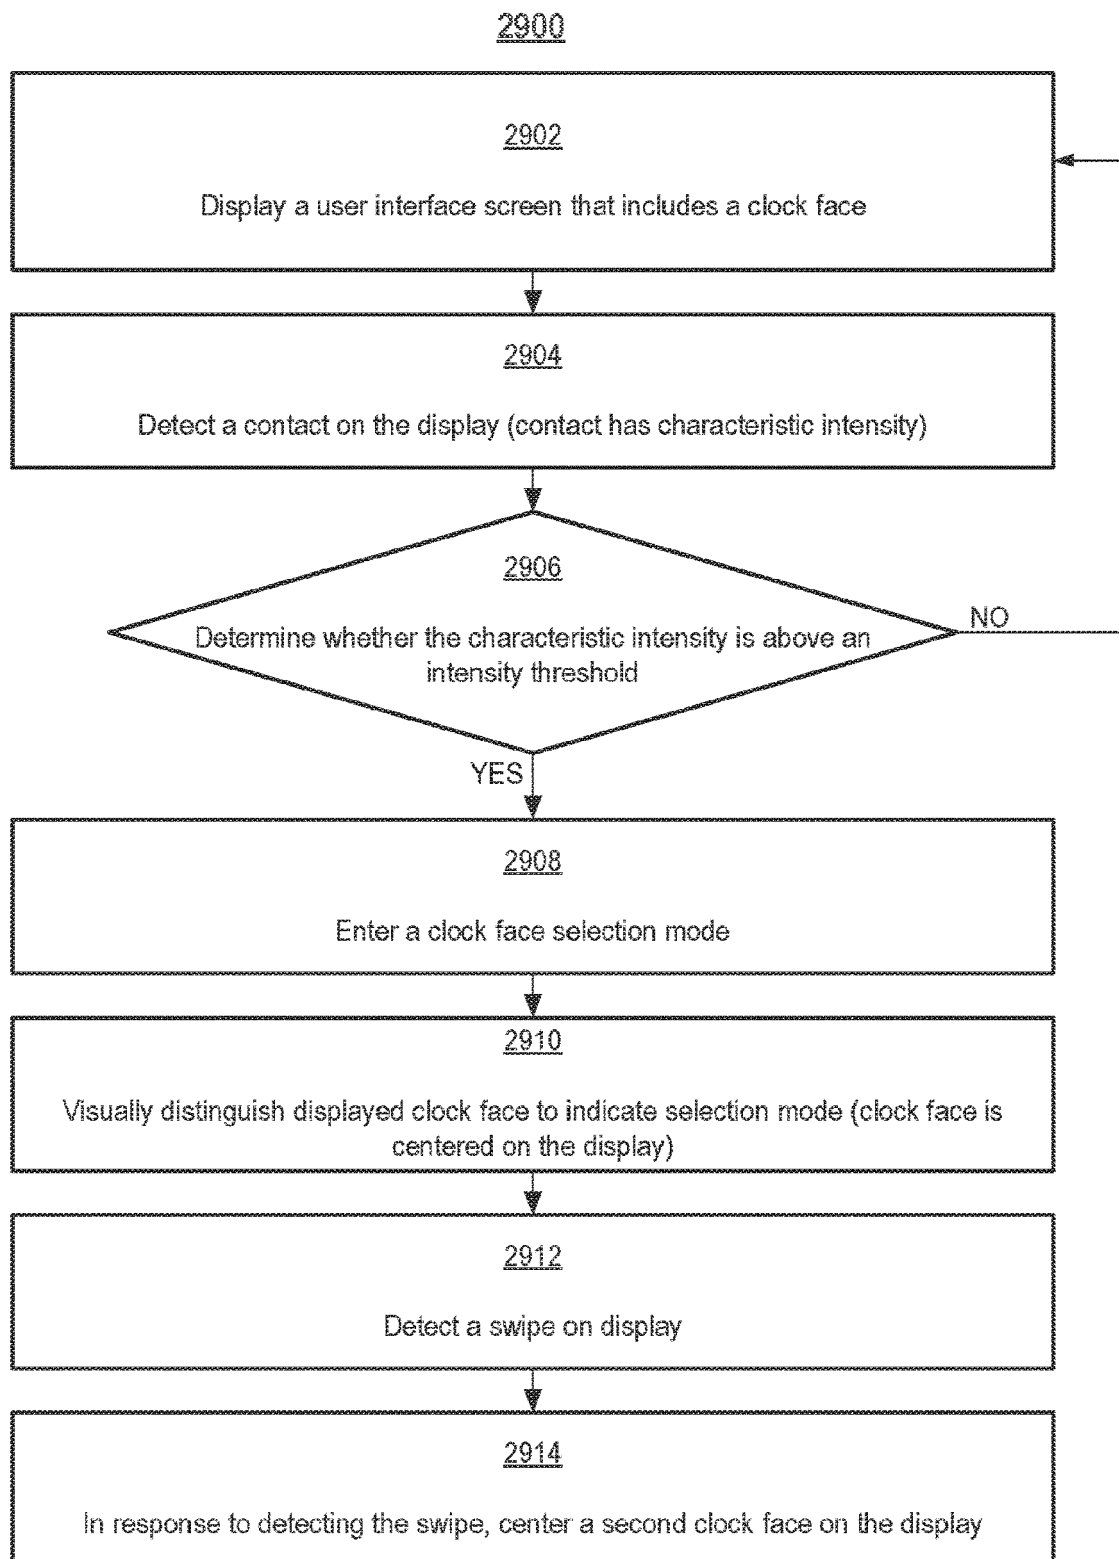 2900
2902
Display a user interface screen that includes a clock face
2904
Detect a contact on the display (contact has characteristic intensity)
2906
Determine whether the characteristic intensity is above an
intensity threshold
NO
YES
2908
Enter a clock face selection mode
2910
Visually distinguish displayed clock face to indicate selection mode (clock face is
centered on the display)
2912
Detect a swipe on display
2914
In response to detecting the swipe, center a second clock face on the display